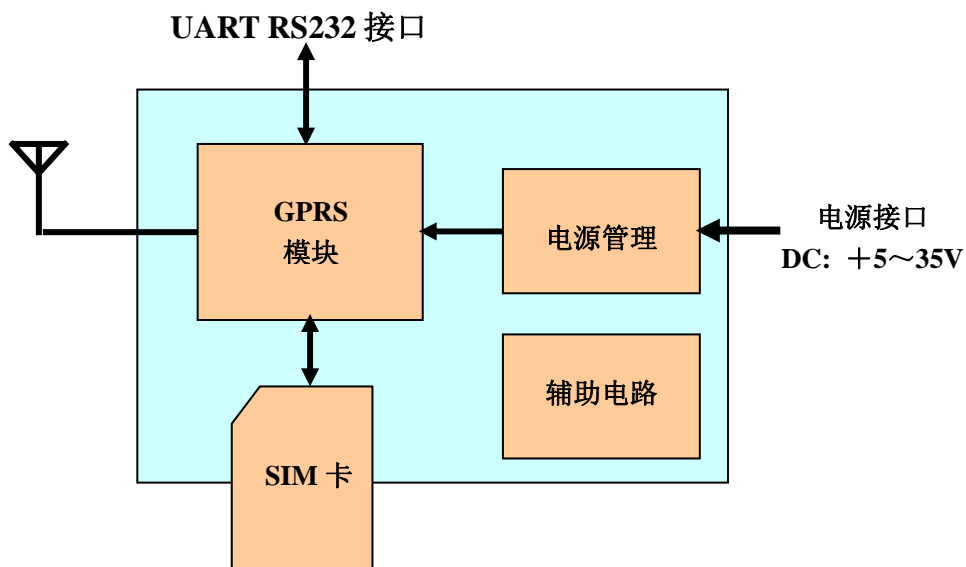 UART RS232 接口
GPRS
模块
电源管理
电源接口
DC: ＋5～35V
辅助电路
SIM 卡